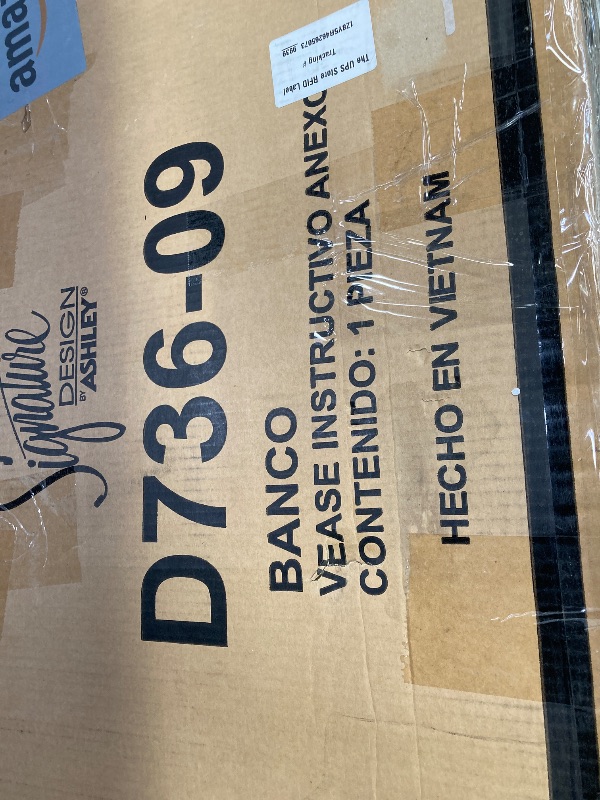 ama
The UPS Store RFID Label
Tracking #
Signature
DESIGN
BY ASHLEY®
D736-09
BANCO
VEASE INSTRUCTIVO ANEXO
CONTENIDO: 1 PIEZA
HECHO EN VIETNAM